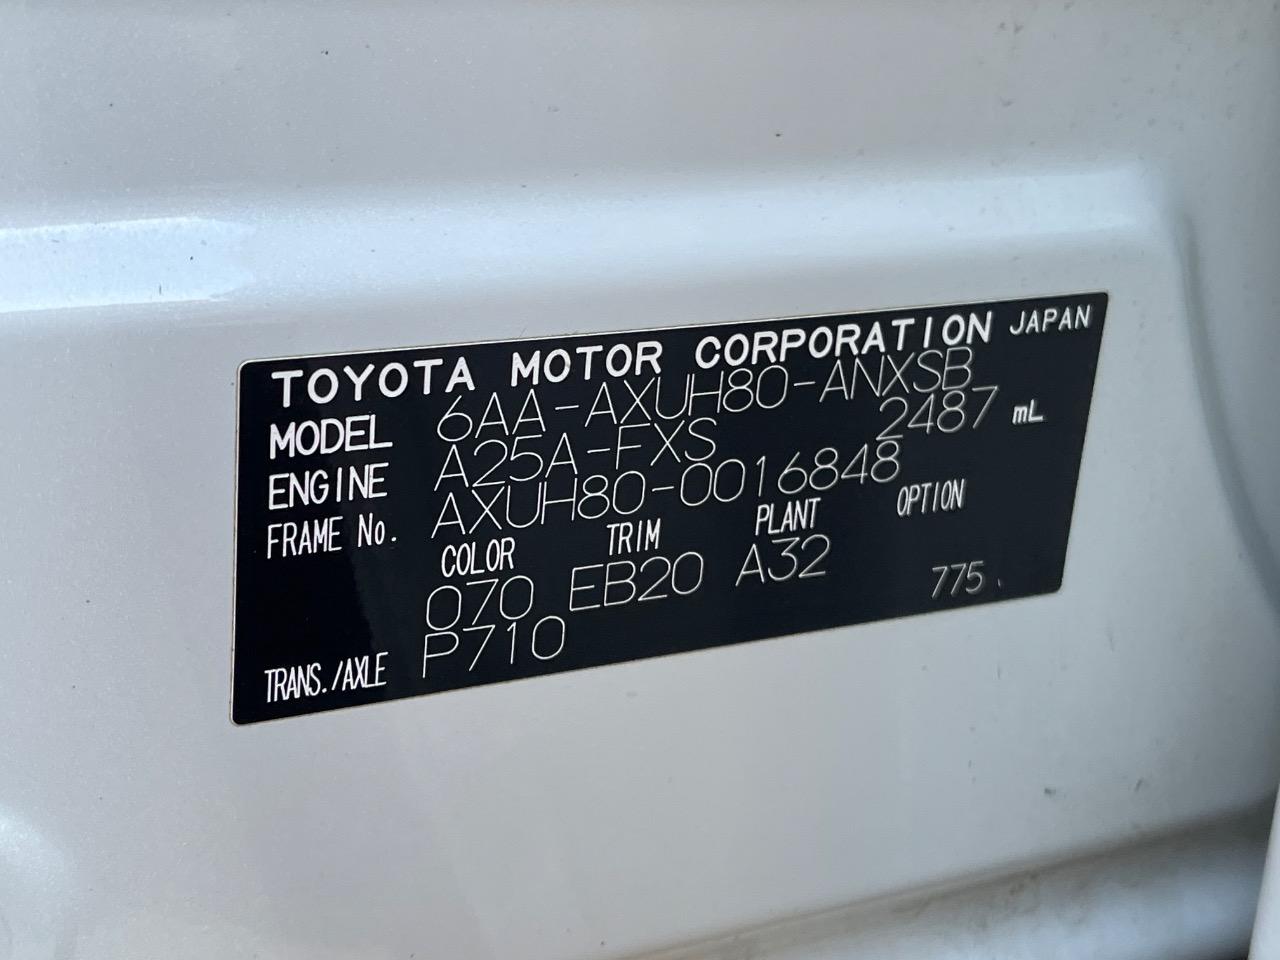 TOYOTA MOTOR CORPORATION JAPAN
MODEL 6AA-AXUH80-ANXSB
ENGINE A25A-FXS 2487 mL
FRAME No. AXUH80-0016848
COLOR TRIM PLANT OPTION
070 EB20 A32 775
TRANS./AXLE P710